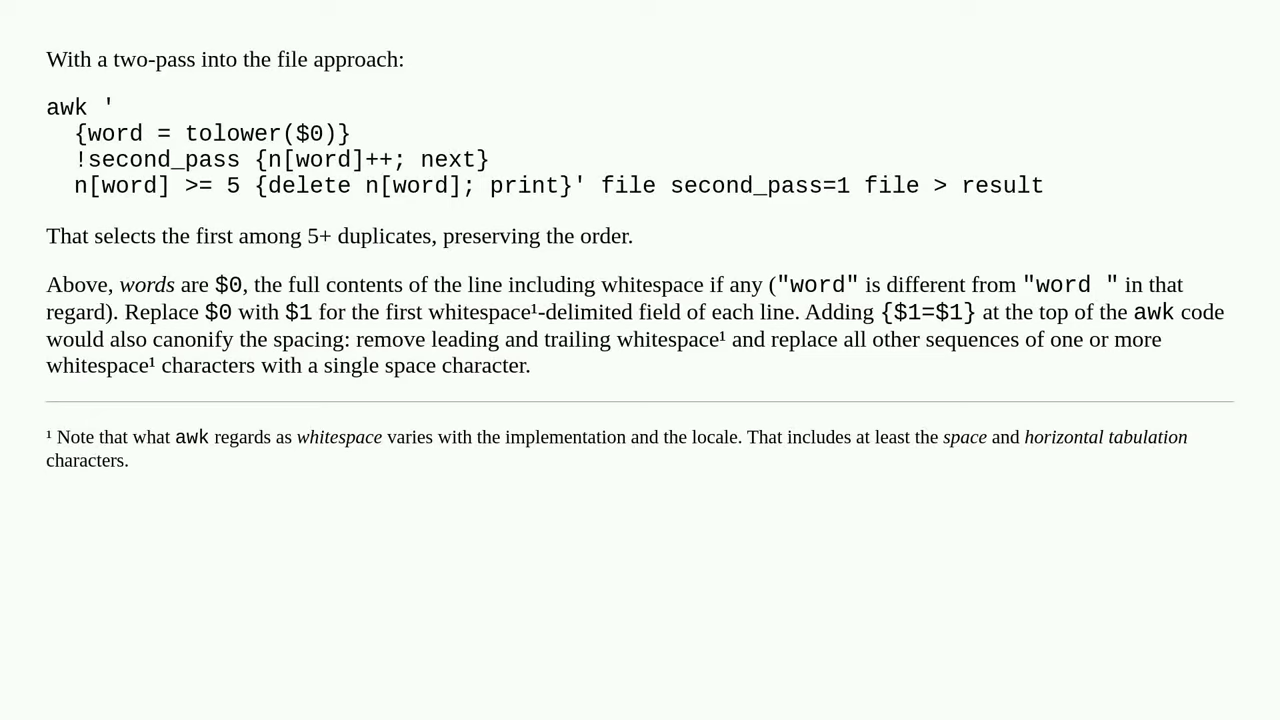 With a two-pass into the file approach:
awk '
  {word = tolower($0)}
  !second_pass {n[word]++; next}
  n[word] >= 5 {delete n[word]; print}' file second_pass=1 file > result
That selects the first among 5+ duplicates, preserving the order.
Above, words are $0, the full contents of the line including whitespace if any ("word" is different from "word " in that
regard). Replace $0 with $1 for the first whitespace¹-delimited field of each line. Adding {$1=$1} at the top of the awk code
would also canonify the spacing: remove leading and trailing whitespace¹ and replace all other sequences of one or more
whitespace¹ characters with a single space character.
¹ Note that what awk regards as whitespace varies with the implementation and the locale. That includes at least the space and horizontal tabulation
characters.